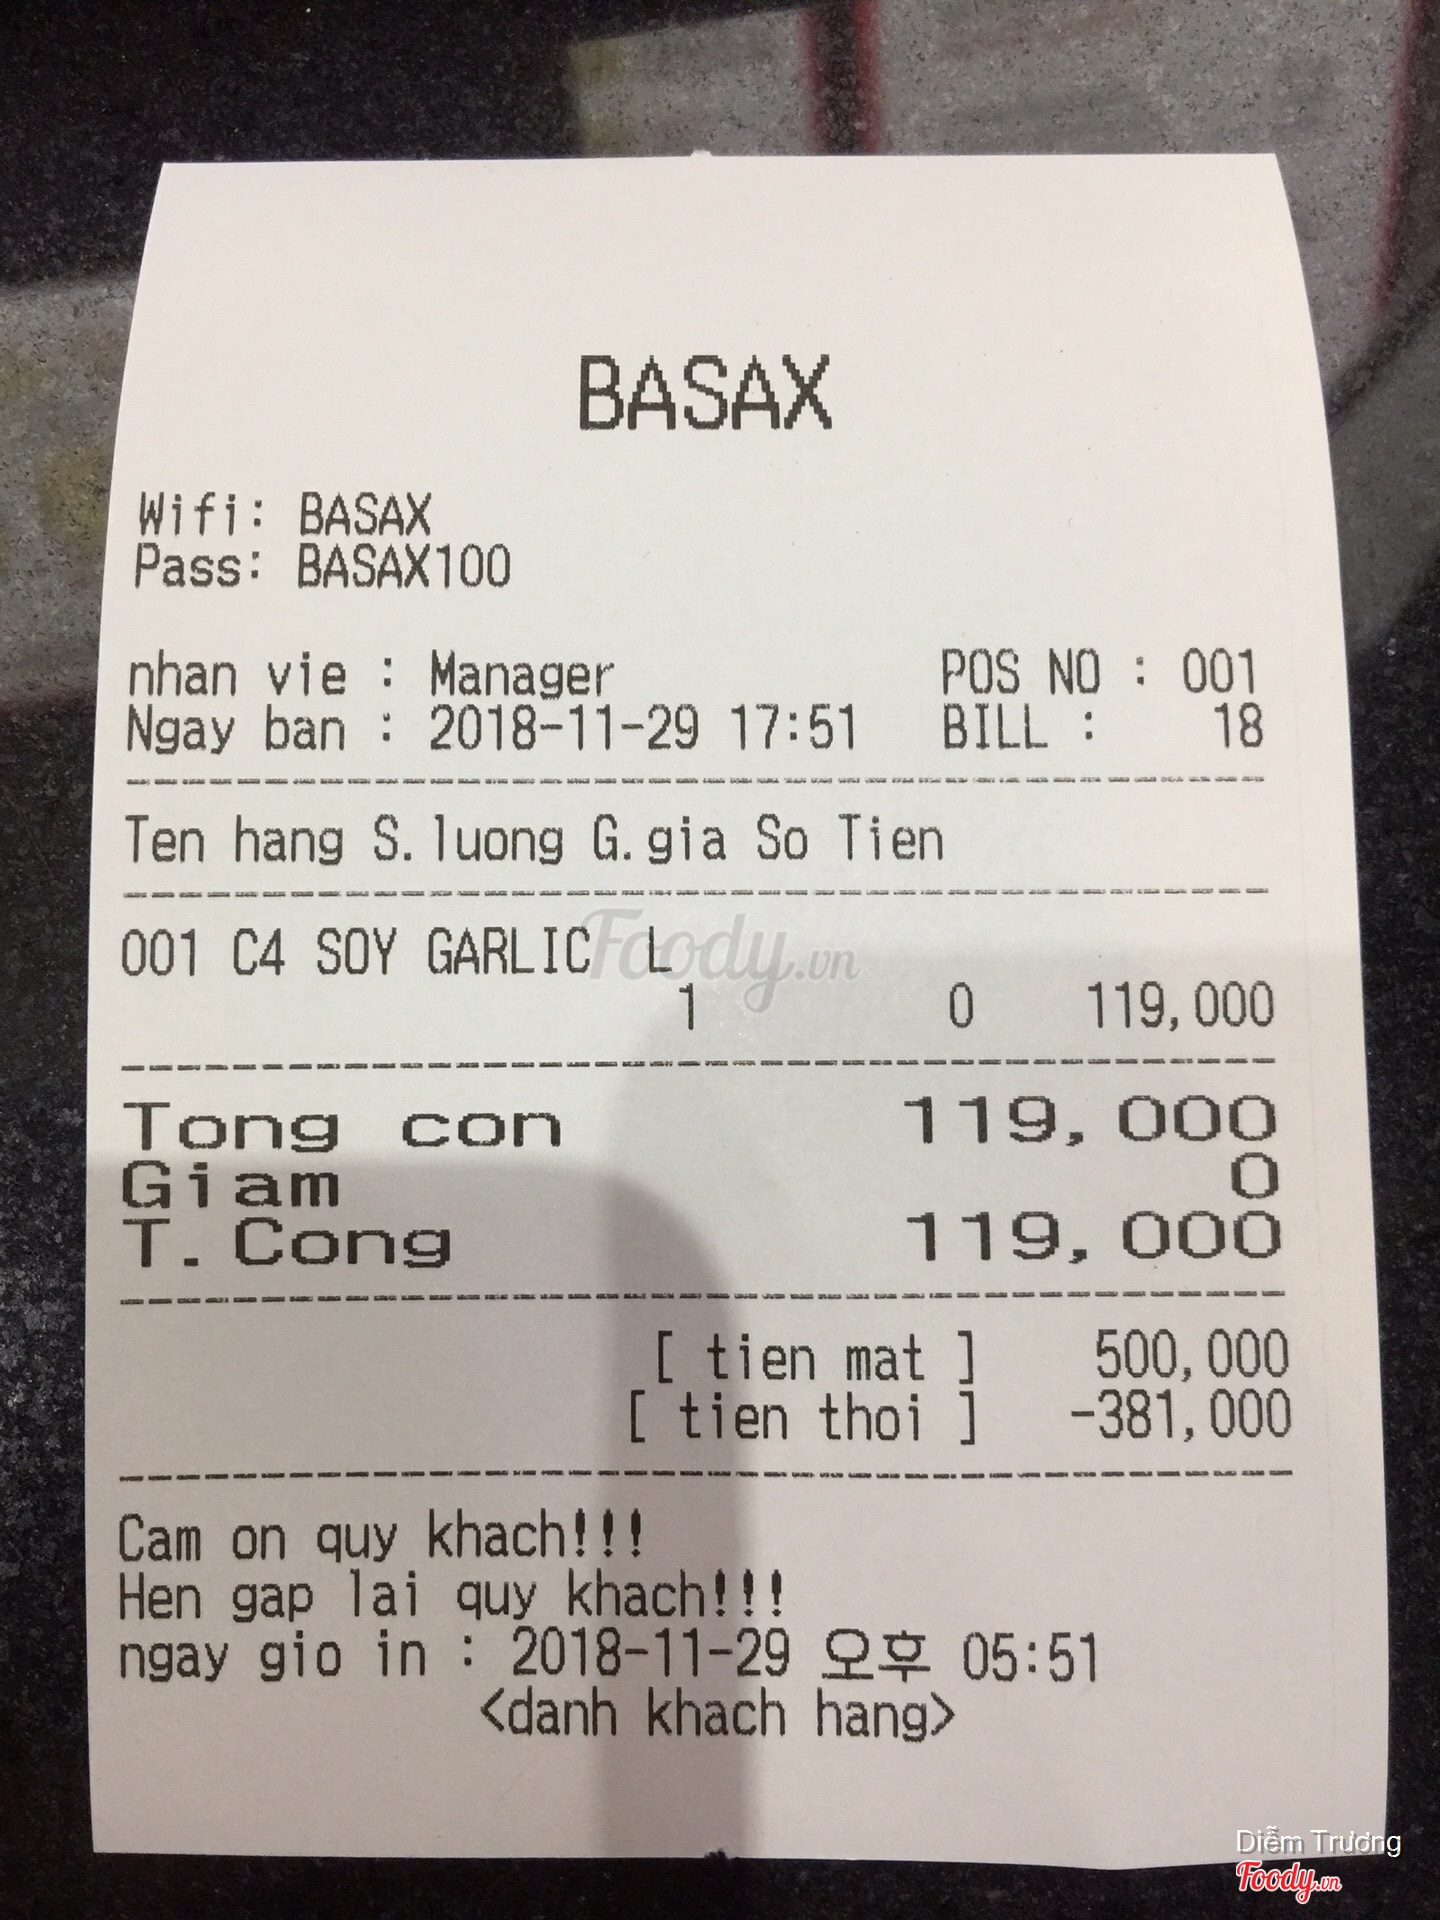 BASAX
Wifi: BASAX
Pass: BASAX100
nhan vie : Manager POS NO : 001
Ngay ban : 2018-11-29 17:51 BILL : 18
Ten hang S.luong G.gia So Tien
001 C4 SOY GARLIC L
Foody.vn
1 0 119,000
Tong con 119,000
Giam 0
T.Cong 119,000
[ tien mat ] 500,000
[ tien thoi ] -381,000
Cam on quy khach!!!
Hen gap lai quy khach!!!
ngay gio in : 2018-11-29 오후 05:51
<danh khach hang>
Diễm Trương
Foody.vn